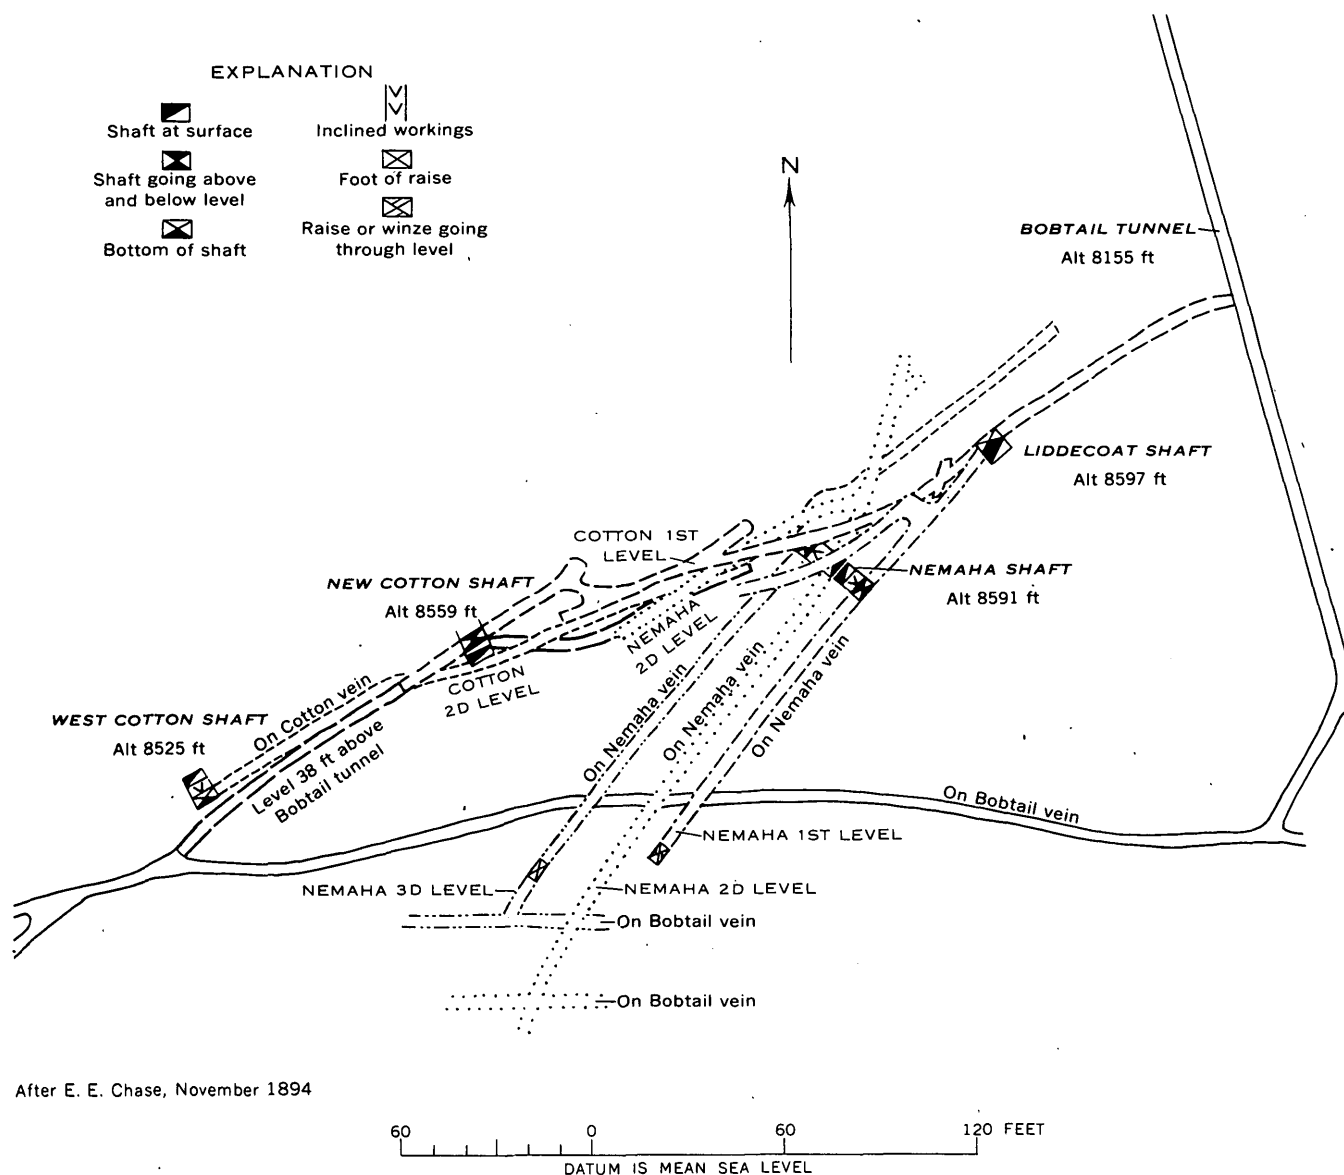 EXPLANATION
Shaft at surface
Shaft going above
and below level
Bottom of shaft
Inclined workings
Foot of raise
Raise or winze going
through level
N
BOBTAIL TUNNEL
Alt 8155 ft
LIDDECOAT SHAFT
Alt 8597 ft
COTTON 1ST
LEVEL
NEW COTTON SHAFT
Alt 8559 ft
NEMAHA SHAFT
Alt 8591 ft
NEMAHA
2D LEVEL
COTTON
2D LEVEL
On Cotton vein
WEST COTTON SHAFT
Alt 8525 ft
Level 38 ft above
Bobtail tunnel
On Nemaha vein
On Nemaha vein
On Nemaha vein
On Bobtail vein
NEMAHA 1ST LEVEL
NEMAHA 3D LEVEL
NEMAHA 2D LEVEL
On Bobtail vein
On Bobtail vein
After E. E. Chase, November 1894
60 0 60 120 FEET
DATUM IS MEAN SEA LEVEL